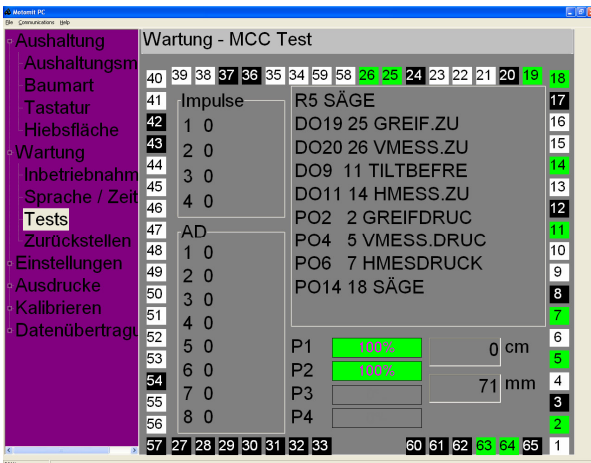 Motomit PC
File Communications Help
Aushaltung
Aushaltungsm
Baumart
Tastatur
Hiebsfläche
Wartung
Inbetriebnahm
Sprache / Zeit
Tests
Zurückstellen
Einstellungen
Ausdrucke
Kalibrieren
Datenübertragu
Wartung - MCC Test
40 39 38 37 36 35 34 59 58 26 25 24 23 22 21 20 19 18
41
42
43
44
45
46
47
48
49
50
51
52
53
54
55
56
Impulse
1 0
2 0
3 0
4 0
AD
1 0
2 0
3 0
4 0
5 0
6 0
7 0
8 0
R5 SÄGE
DO19 25 GREIF.ZU
DO20 26 VMESS.ZU
DO9 11 TILTBEFRE
DO11 14 HMESS.ZU
PO2 2 GREIFDRUC
PO4 5 VMESS.DRUC
PO6 7 HMESDRUCK
PO14 18 SÄGE
P1 100% 0 cm
P2 100% 71 mm
P3
P4
17
16
15
14
13
12
11
10
9
8
7
6
5
4
3
2
57 27 28 29 30 31 32 33 60 61 62 63 64 65 1